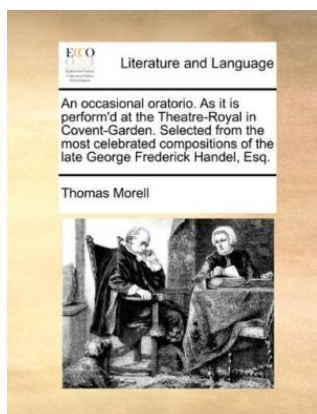 ECCO
Literature and Language
An occasional oratorio. As it is
perform'd at the Theatre-Royal in
Covent-Garden. Selected from the
most celebrated compositions of the
late George Frederick Handel, Esq.
Thomas Morell